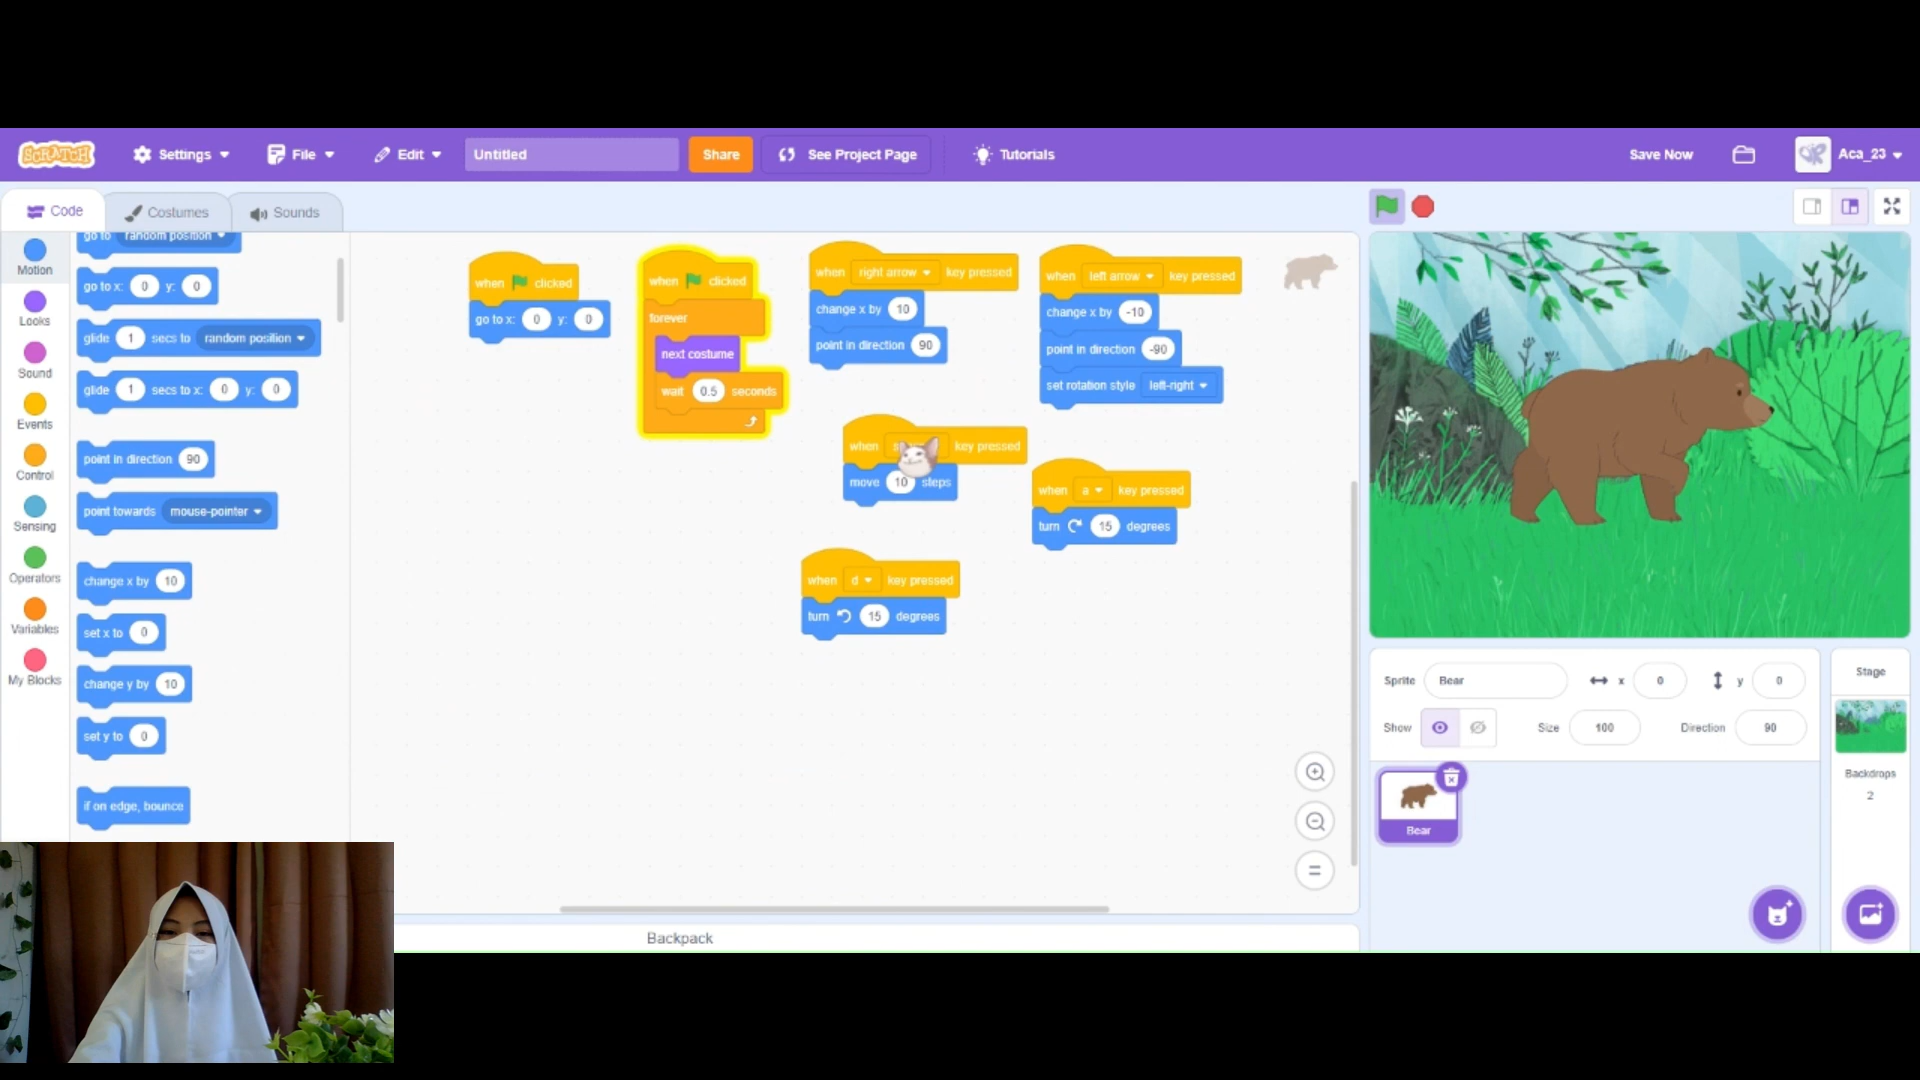 SCRATCH
Settings
File
Edit
Untitled
Share
See Project Page
Tutorials
Save Now
Aca_23
Code
Costumes
Sounds
Motion
Looks
Sound
Events
Control
Sensing
Operators
Variables
My Blocks
go to random position
go to x: 0 y: 0
glide 1 secs to random position
glide 1 secs to x: 0 y: 0
point in direction 90
point towards mouse-pointer
change x by 10
set x to 0
change y by 10
set y to 0
if on edge, bounce
when clicked
go to x: 0 y: 0
when clicked
forever
next costume
wait 0.5 seconds
when right arrow key pressed
change x by 10
point in direction 90
when left arrow key pressed
change x by -10
point in direction -90
set rotation style left-right
when key pressed
move 10 steps
when a key pressed
turn 15 degrees
when d key pressed
turn 15 degrees
Backpack
Sprite Bear x 0 y 0
Show Size 100 Direction 90
Bear
Stage
Backdrops
2